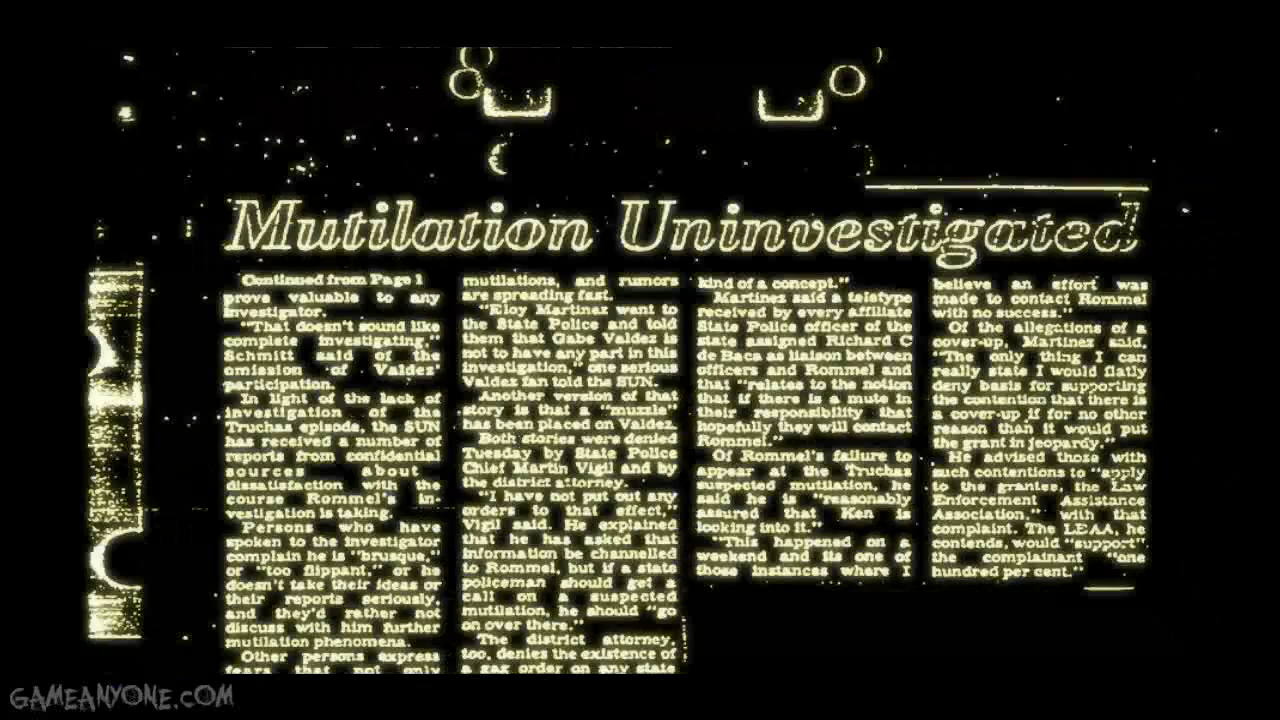 Mutilation Uninvestigated
Continued from Page 1
prove valuable to any
investigator.
"That doesn't sound like
complete investigating,"
Schmitt said of the
omission of Valdez'
participation.
In light of the lack of
investigation of the
Truchas episode, the SUN
has received a number of
reports from confidential
sources about
dissatisfaction with the
course Rommel's in-
vestigation is taking.
Persons who have
spoken to the investigator
complain he is "brusque,"
or "too flippant," or he
doesn't take their ideas or
their reports seriously,
and they'd rather not
discuss with him further
mutilation phenomena.
Other persons express
fears that not only
mutilations, and rumors
are spreading fast.
"Eloy Martinez want to
the State Police and told
them that Gabe Valdez is
not to have any part in this
investigation," one serious
Valdez fan told the SUN.
Another version of that
story is that a "muzzle"
has been placed on Valdez.
Both stories were denied
Tuesday by State Police
Chief Martin Vigil and by
the district attorney.
"I have not put out any
orders to that effect,"
Vigil said. He explained
that he has asked that
information be channelled
to Rommel, but if a state
policeman should get a
call on a suspected
mutilation, he should "go
on over there."
The district attorney,
too, denies the existence of
a gag order on any state
kind of a concept."
Martinez said a teletype
received by every affiliate
State Police officer of the
state assigned Richard C
de Baca as liaison between
officers and Rommel and
that "relates to the notion
that if there is a mute in
their responsibility that
hopefully they will contact
Rommel."
Of Rommel's failure to
appear at the Truchas
suspected mutilation, he
said he is "reasonably
assured that Ken is
looking into it."
"This happened on a
weekend and its one of
those instances where I
believe an effort was
made to contact Rommel
with no success."
Of the allegations of a
cover-up, Martinez said,
"The only thing I can
really state I would flatly
deny basis for supporting
the contention that there is
a cover-up if for no other
reason than it would put
the grant in jeopardy."
He advised those with
such contentions to "apply
to the grantee, the Law
Enforcement Assistance
Association," with that
complaint. The LEAA, he
contends, would "support"
the complainant "one
hundred per cent."
GAMEANYONE.COM